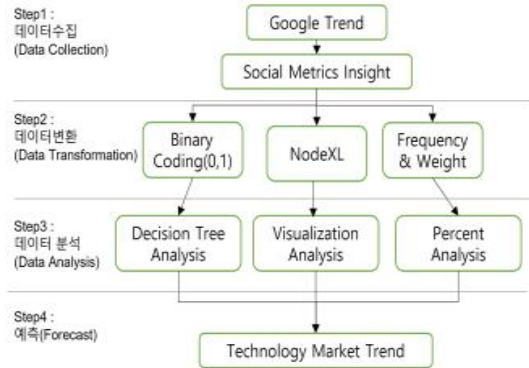 Step1 :
데이터수집
(Data Collection)
Google Trend
Social Metrics Insight
Step2 :
데이터변환
(Data Transformation)
Binary
Coding(0,1)
NodeXL
Frequency
& Weight
Step3 :
데이터 분석
(Data Analysis)
Decision Tree
Analysis
Visualization
Analysis
Percent
Analysis
Step4 :
예측(Forecast)
Technology Market Trend